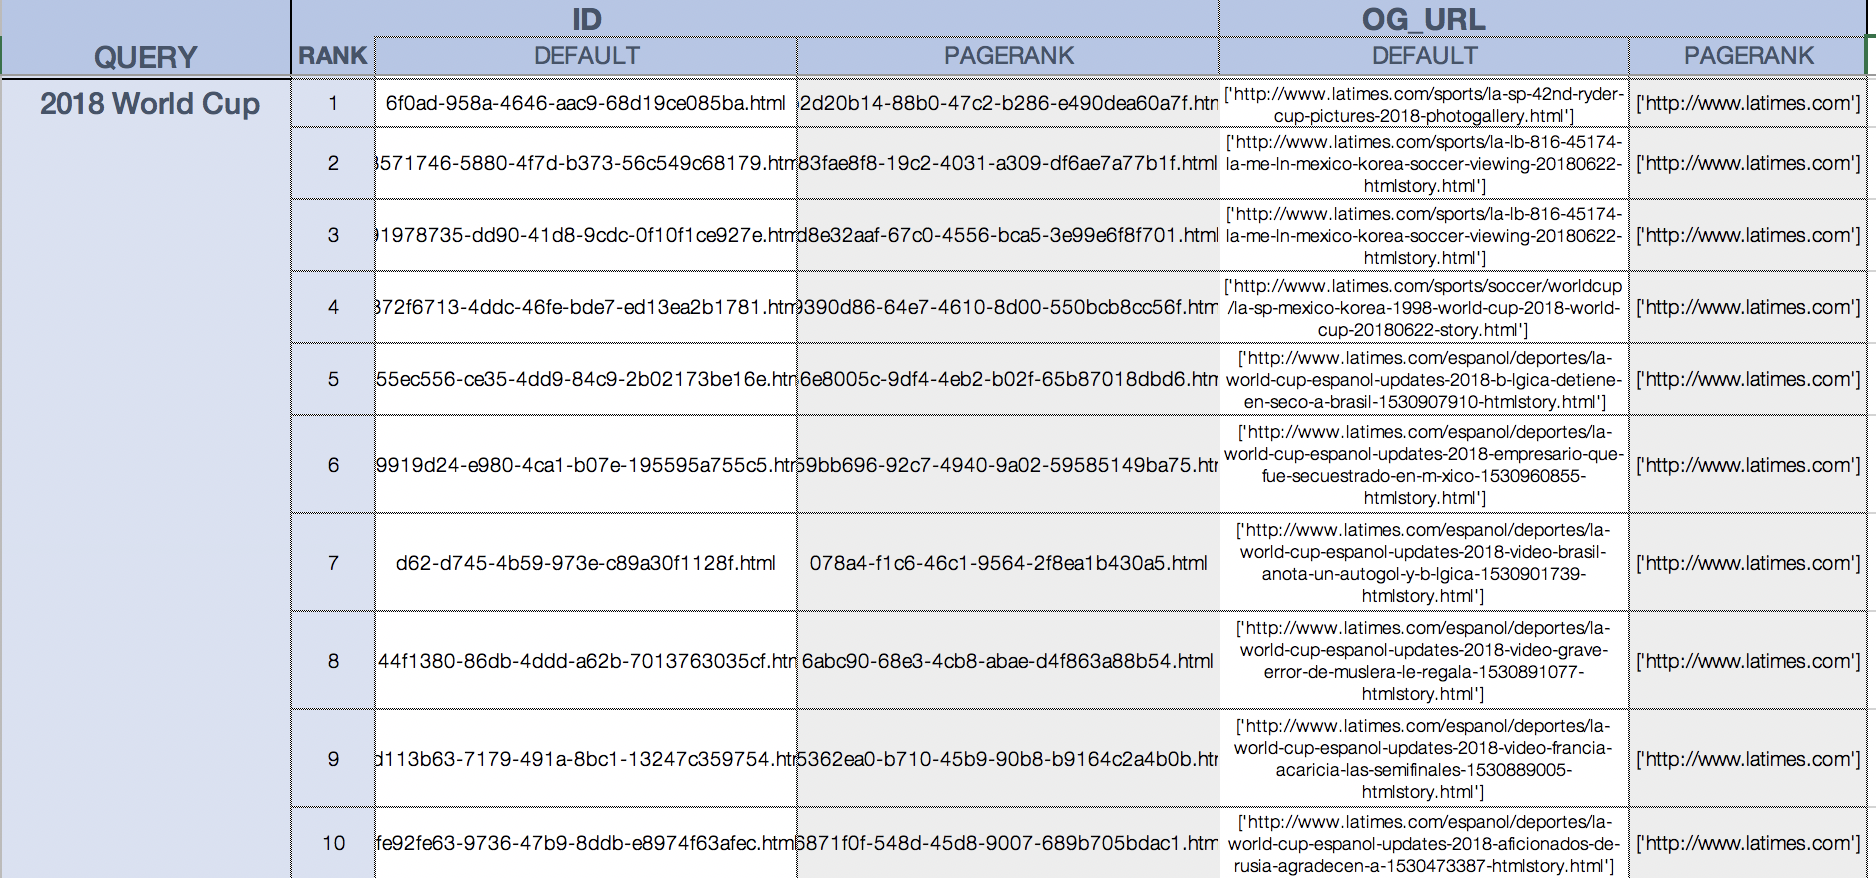 ID OG_URL
QUERY RANK DEFAULT PAGERANK DEFAULT PAGERANK
2018 World Cup
1 6f0ad-958a-4646-aac9-68d19ce085ba.html 2d20b14-88b0-47c2-b286-e490dea60a7f.htm ['http://www.latimes.com/sports/la-sp-42nd-ryder-
cup-pictures-2018-photogallery.html'] ['http://www.latimes.com']
2 3571746-5880-4f7d-b373-56c549c68179.htm 83fae8f8-19c2-4031-a309-df6ae7a77b1f.html ['http://www.latimes.com/sports/la-lb-816-45174-
la-me-ln-mexico-korea-soccer-viewing-20180622-
htmlstory.html'] ['http://www.latimes.com']
3 91978735-dd90-41d8-9cdc-0f10f1ce927e.htm d8e32aaf-67c0-4556-bca5-3e99e6f8f701.html ['http://www.latimes.com/sports/la-lb-816-45174-
la-me-ln-mexico-korea-soccer-viewing-20180622-
htmlstory.html'] ['http://www.latimes.com']
4 372f6713-4ddc-46fe-bde7-ed13ea2b1781.htm 9390d86-64e7-4610-8d00-550bcb8cc56f.htm ['http://www.latimes.com/sports/soccer/worldcup
/la-sp-mexico-korea-1998-world-cup-2018-world-
cup-20180622-story.html'] ['http://www.latimes.com']
5 55ec556-ce35-4dd9-84c9-2b02173be16e.htm 6e8005c-9df4-4eb2-b02f-65b87018dbd6.htm ['http://www.latimes.com/espanol/deportes/la-
world-cup-espanol-updates-2018-b-lgica-detiene-
en-seco-a-brasil-1530907910-htmlstory.html'] ['http://www.latimes.com']
6 9919d24-e980-4ca1-b07e-195595a755c5.htm 59bb696-92c7-4940-9a02-59585149ba75.htm ['http://www.latimes.com/espanol/deportes/la-
world-cup-espanol-updates-2018-empresario-que-
fue-secuestrado-en-m-xico-1530960855-
htmlstory.html'] ['http://www.latimes.com']
7 d62-d745-4b59-973e-c89a30f1128f.html 078a4-f1c6-46c1-9564-2f8ea1b430a5.html ['http://www.latimes.com/espanol/deportes/la-
world-cup-espanol-updates-2018-video-brasil-
anota-un-autogol-y-b-lgica-1530901739-
htmlstory.html'] ['http://www.latimes.com']
8 44f1380-86db-4ddd-a62b-7013763035cf.htm 6abc90-68e3-4cb8-abae-d4f863a88b54.html ['http://www.latimes.com/espanol/deportes/la-
world-cup-espanol-updates-2018-video-grave-
error-de-muslera-le-regala-1530891077-
htmlstory.html'] ['http://www.latimes.com']
9 d113b63-7179-491a-8bc1-13247c359754.htm 5362ea0-b710-45b9-90b8-b9164c2a4b0b.htm ['http://www.latimes.com/espanol/deportes/la-
world-cup-espanol-updates-2018-video-francia-
acaricia-las-semifinales-1530889005-
htmlstory.html'] ['http://www.latimes.com']
10 fe92fe63-9736-47b9-8ddb-e8974f63afec.html 6871f0f-548d-45d8-9007-689b705bdac1.htm ['http://www.latimes.com/espanol/deportes/la-
world-cup-espanol-updates-2018-aficionados-de-
rusia-agradecen-a-1530473387-htmlstory.html'] ['http://www.latimes.com']